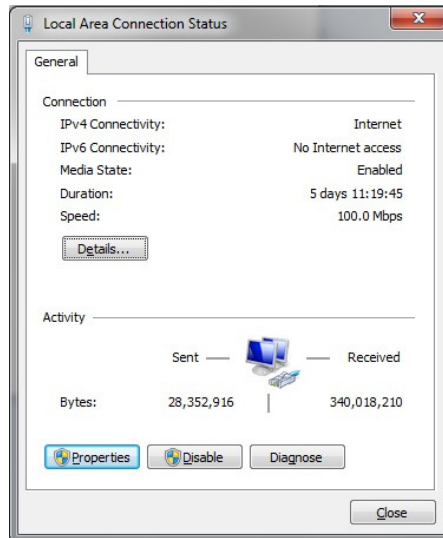 Local Area Connection Status
General
Connection
IPv4 Connectivity: Internet
IPv6 Connectivity: No Internet access
Media State: Enabled
Duration: 5 days 11:19:45
Speed: 100.0 Mbps
Details...
Activity
Sent Received
Bytes: 28,352,916 340,018,210
Properties Disable Diagnose
Close